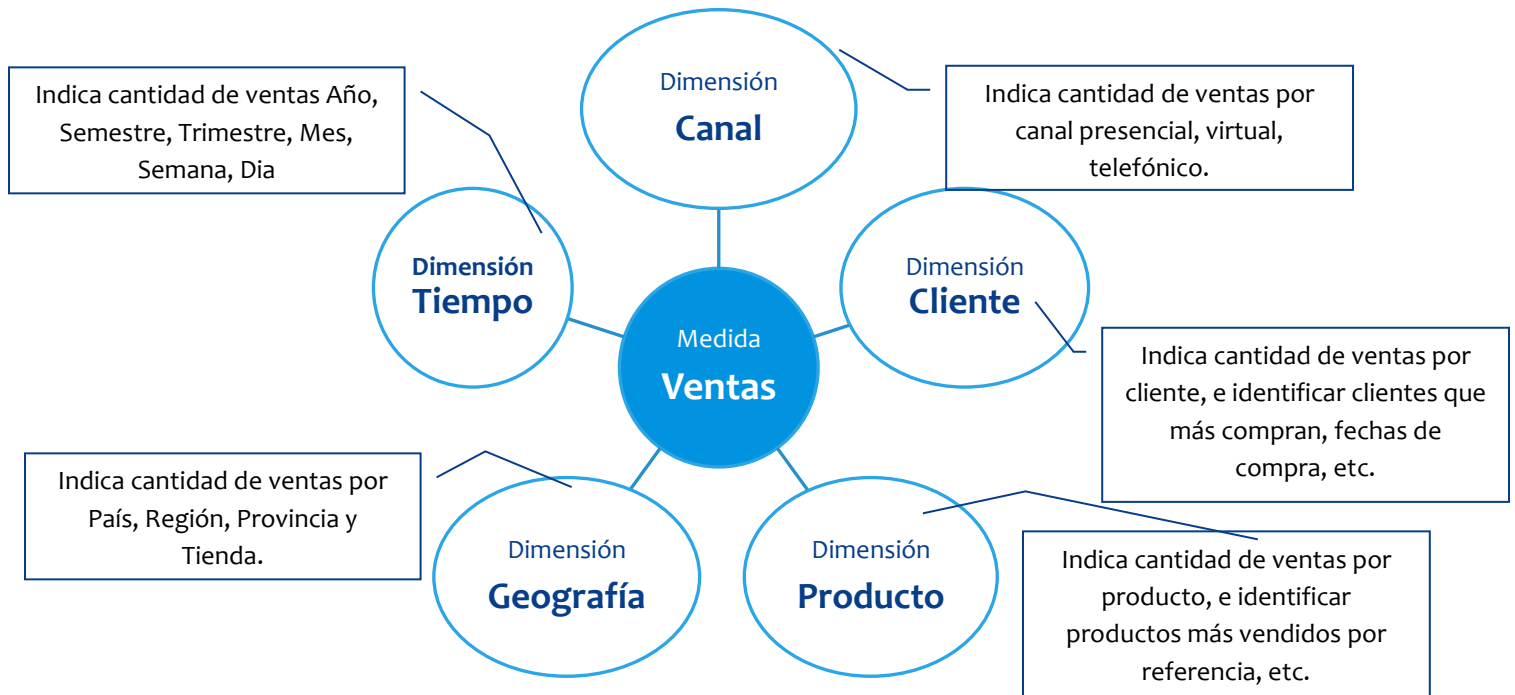 Indica cantidad de ventas Año,
Semestre, Trimestre, Mes,
Semana, Dia
Dimensión
Canal
Indica cantidad de ventas por
canal presencial, virtual,
telefónico.
Dimensión
Tiempo
Medida
Ventas
Dimensión
Cliente
Indica cantidad de ventas por
cliente, e identificar clientes que
más compran, fechas de
compra, etc.
Indica cantidad de ventas por
País, Región, Provincia y
Tienda.
Dimensión
Geografía
Dimensión
Producto
Indica cantidad de ventas por
producto, e identificar
productos más vendidos por
referencia, etc.